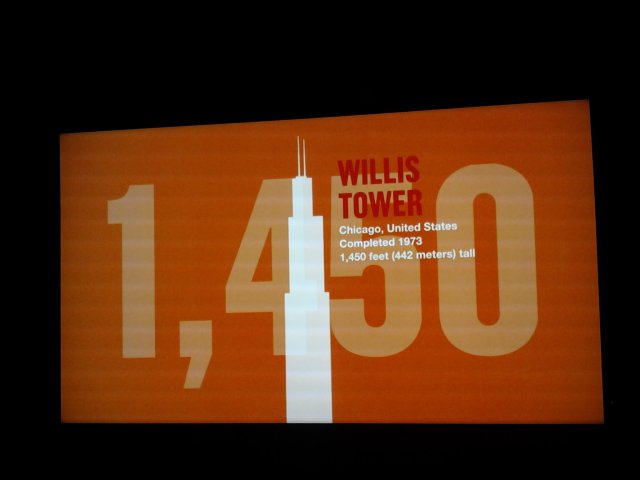 1,450
WILLIS
TOWER
Chicago, United States
Completed 1973
1,450 feet (442 meters) tall